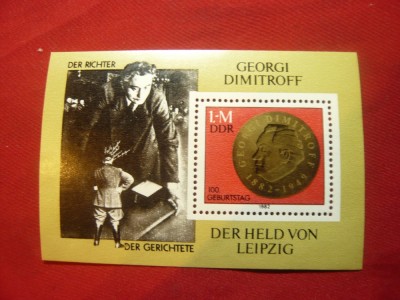 DER RICHTER
GEORGI
DIMITROFF
1.-M
DDR
GEORGI DIMITROFF
1882-1949
100.
GEBURTSTAG
1982
DER GERICHTETE
DER HELD VON
LEIPZIG